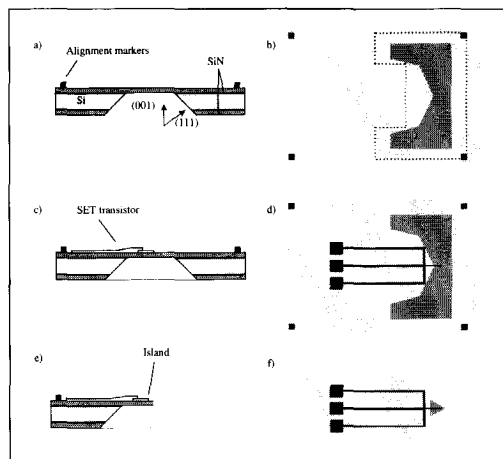 a)
Alignment markers
SiN
b)
Si
(001)
(111)
c)
SET transistor
d)
e)
Island
f)